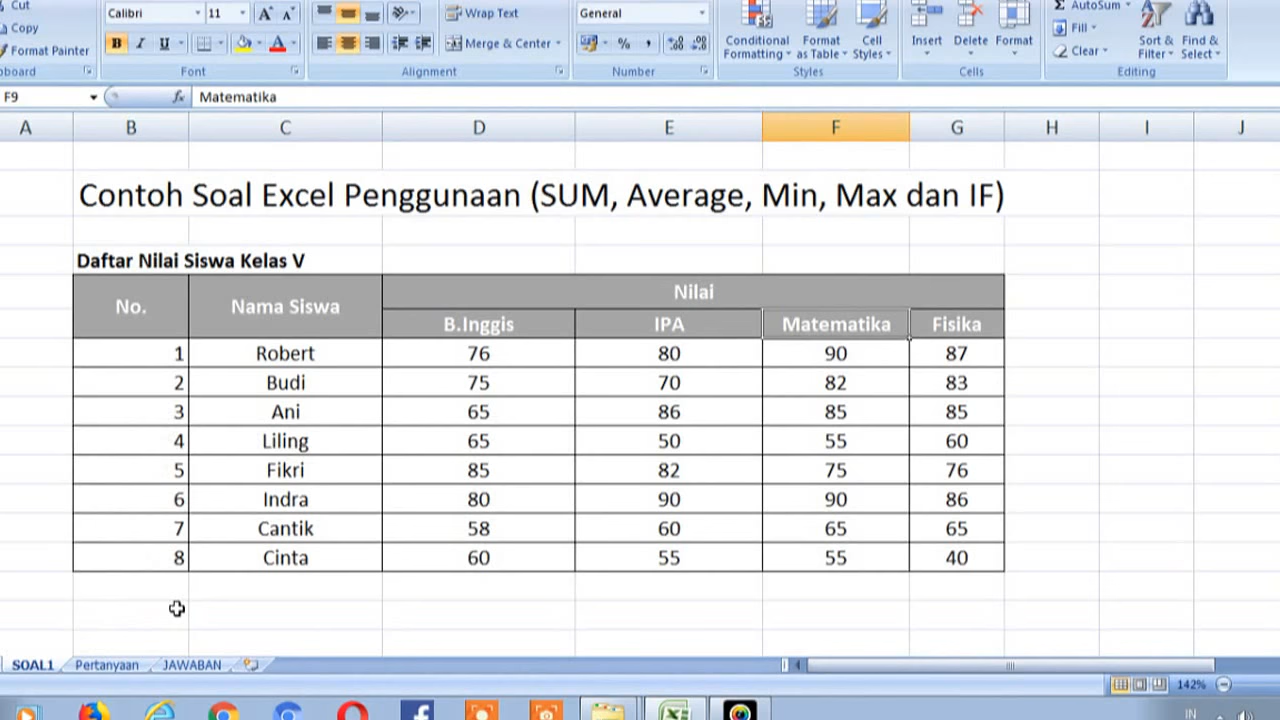 Cut
Calibri 11 A A Wrap Text General Conditional Formatting Format as Table Cell Styles Insert Delete Format Σ AutoSum Fill Clear Sort & Filter Find & Select
Copy
Format Painter B I U A Merge & Center % ,
board Font Alignment Number Styles Cells Editing
F9 fx Matematika
A B C D E F G H I J
Contoh Soal Excel Penggunaan (SUM, Average, Min, Max dan IF)
Daftar Nilai Siswa Kelas V
No. Nama Siswa Nilai
B.Inggis IPA Matematika Fisika
1 Robert 76 80 90 87
2 Budi 75 70 82 83
3 Ani 65 86 85 85
4 Liling 65 50 55 60
5 Fikri 85 82 75 76
6 Indra 80 90 90 86
7 Cantik 58 60 65 65
8 Cinta 60 55 55 40
SOAL1 Pertanyaan JAWABAN
142%
IN